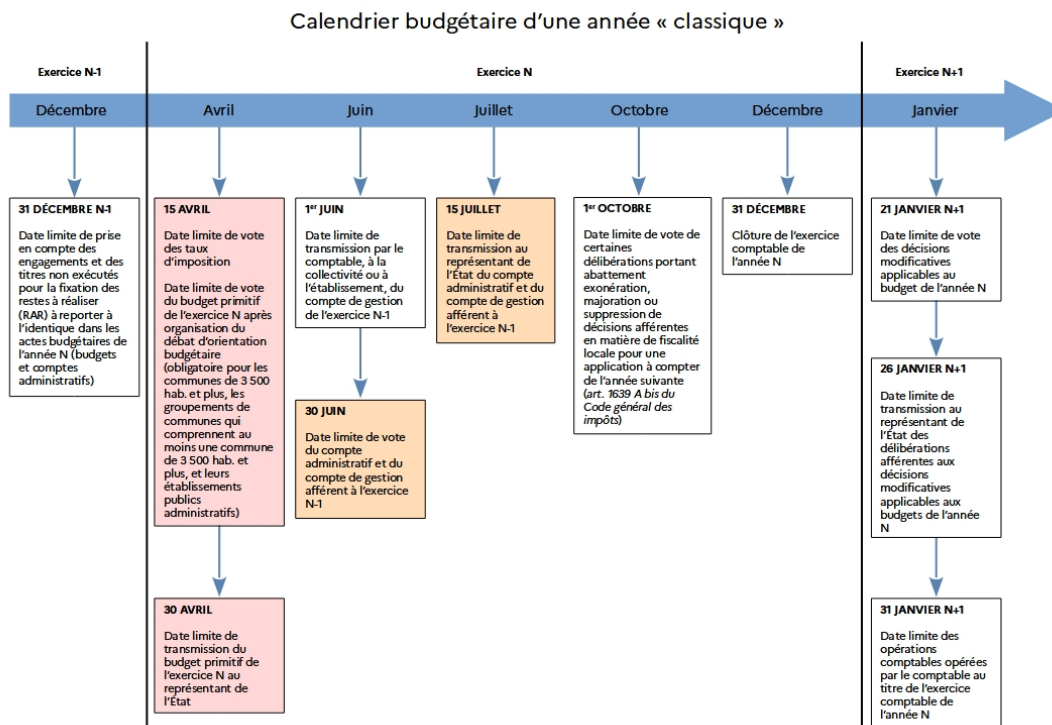 Calendrier budgétaire d'une année « classique »
Exercice N-1
Exercice N
Exercice N+1
Décembre
Avril
Juin
Juillet
Octobre
Décembre
Janvier
31 DÉCEMBRE N-1
Date limite de prise
en compte des
engagements et des
titres non exécutés
pour la fixation des
restes à réaliser
(RAR) à reporter à
l'identique dans les
actes budgétaires de
l'année N (budgets
et comptes
administratifs)
15 AVRIL
Date limite de vote
des taux
d'imposition
Date limite de vote
du budget primitif
de l'exercice N après
organisation du
débat d'orientation
budgétaire
(obligatoire pour les
communes de 3 500
hab. et plus, les
groupements de
communes qui
comprennent au
moins une commune
de 3 500 hab. et
plus, et leurs
établissements
publics
administratifs)
30 AVRIL
Date limite de
transmission du
budget primitif de
l'exercice N au
représentant de
l'État
1er JUIN
Date limite de
transmission par le
comptable, à la
collectivité ou à
l'établissement, du
compte de gestion
de l'exercice N-1
30 JUIN
Date limite de vote
du compte
administratif et du
compte de gestion
afférent à l'exercice
N-1
15 JUILLET
Date limite de
transmission au
représentant de
l'État du compte
administratif et du
compte de gestion
afférent à
l'exercice N-1
1er OCTOBRE
Date limite de vote de
certaines
délibérations portant
abattement
exonération,
majoration ou
suppression de
décisions afférentes
en matière de fiscalité
locale pour une
application à compter
de l'année suivante
(art. 1639 A bis du
Code général des
impôts)
31 DÉCEMBRE
Clôture de l'exercice
comptable de
l'année N
21 JANVIER N+1
Date limite de vote
des décisions
modificatives
applicables au
budget de l'année N
26 JANVIER N+1
Date limite de
transmission au
représentant de
l'État des
délibérations
afférentes aux
décisions
modificatives
applicables aux
budgets de l'année
N
31 JANVIER N+1
Date limite des
opérations
comptables opérées
par le comptable au
titre de l'exercice
comptable de
l'année N